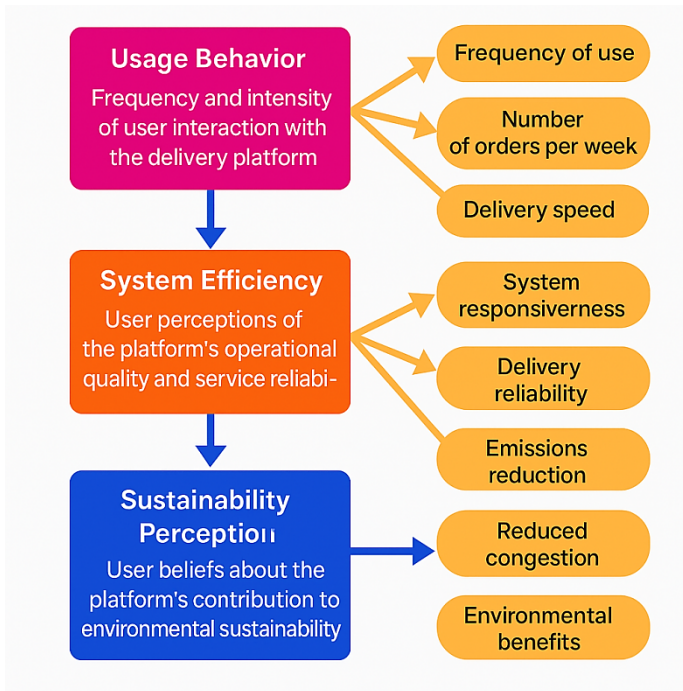 Usage Behavior
Frequency and intensity
of user interaction with
the delivery platform
Frequency of use
Number
of orders per week
Delivery speed
System Efficiency
User perceptions of
the platform's operational
quality and service reliabi-
System
responsiverness
Delivery
reliability
Emissions
reduction
Sustainability
Perception
User beliefs about the
platform's contribution to
environmental sustainability
Reduced
congestion
Environmental
benefits